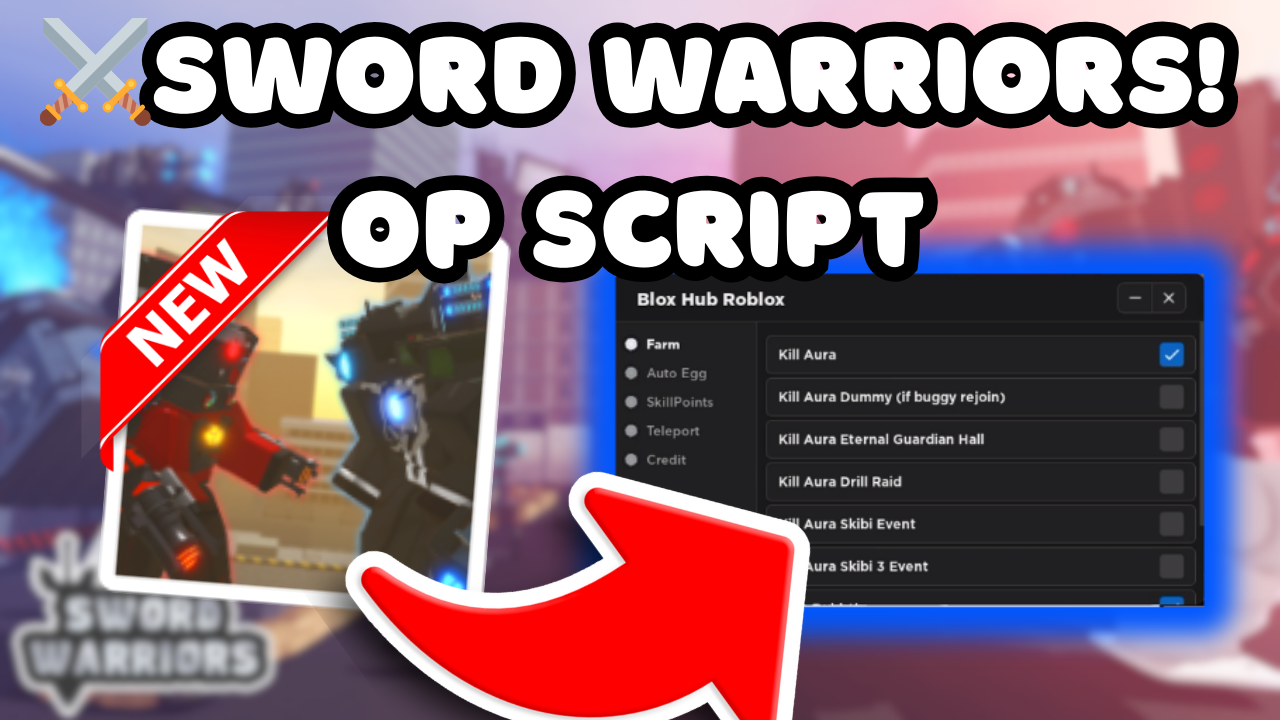 ⚔SWORD WARRIORS!
OP SCRIPT
NEW
Blox Hub Roblox
Farm
Auto Egg
SkillPoints
Teleport
Credit
Kill Aura
Kill Aura Dummy (if buggy rejoin)
Kill Aura Eternal Guardian Hall
Kill Aura Drill Raid
Kill Aura Skibi Event
Aura Skibi 3 Event
SWORD
WARRIORS